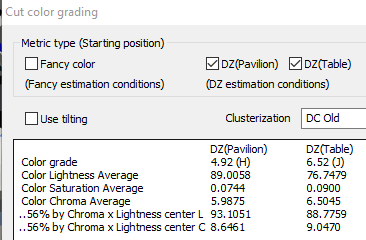 Cut color grading
Metric type (Starting position)
Fancy color DZ(Pavilion) DZ(Table)
(Fancy estimation conditions) (DZ estimation conditions)
Use tilting Clusterization DC Old
DZ(Pavilion) DZ(Table)
Color grade 4.92 (H) 6.52 (J)
Color Lightness Average 89.0058 76.7479
Color Saturation Average 0.0744 0.0900
Color Chroma Average 5.9875 6.5045
..56% by Chroma x Lightness center L 93.1051 88.7759
..56% by Chroma x Lightness center C 8.6461 9.0470